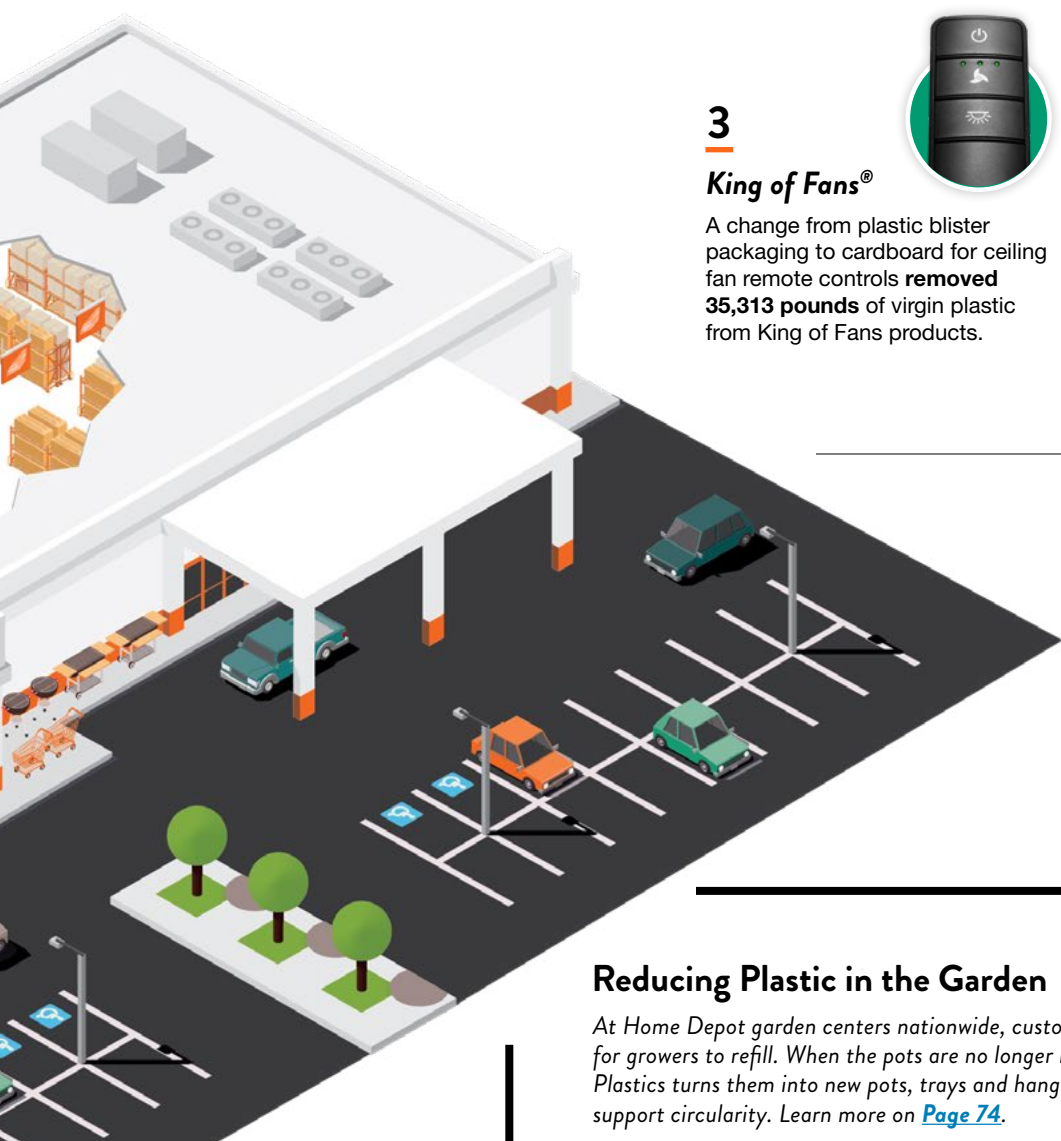 3
King of Fans®
A change from plastic blister
packaging to cardboard for ceiling
fan remote controls removed
35,313 pounds of virgin plastic
from King of Fans products.
Reducing Plastic in the Garden
At Home Depot garden centers nationwide,
for growers to refill. When the pots are no longer
Plastics turns them into new pots, trays and hang
support circularity. Learn more on Page 74.